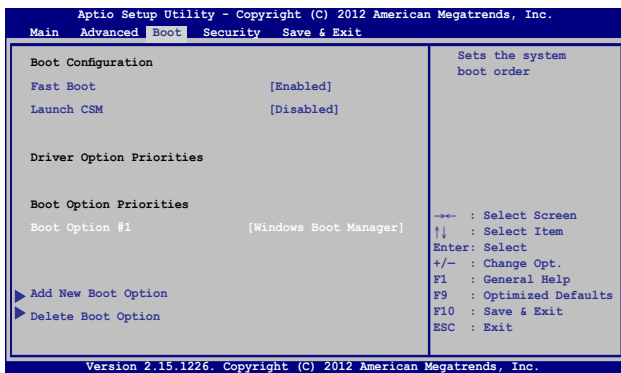 Aptio Setup Utility - Copyright (C) 2012 American Megatrends, Inc.
Main Advanced Boot Security Save & Exit
Boot Configuration
Fast Boot [Enabled]
Launch CSM [Disabled]
Driver Option Priorities
Boot Option Priorities
Boot Option #1 [Windows Boot Manager]
Add New Boot Option
Delete Boot Option
Sets the system
boot order
→← : Select Screen
↑↓ : Select Item
Enter: Select
+/— : Change Opt.
F1 : General Help
F9 : Optimized Defaults
F10 : Save & Exit
ESC : Exit
Version 2.15.1226. Copyright (C) 2012 American Megatrends, Inc.